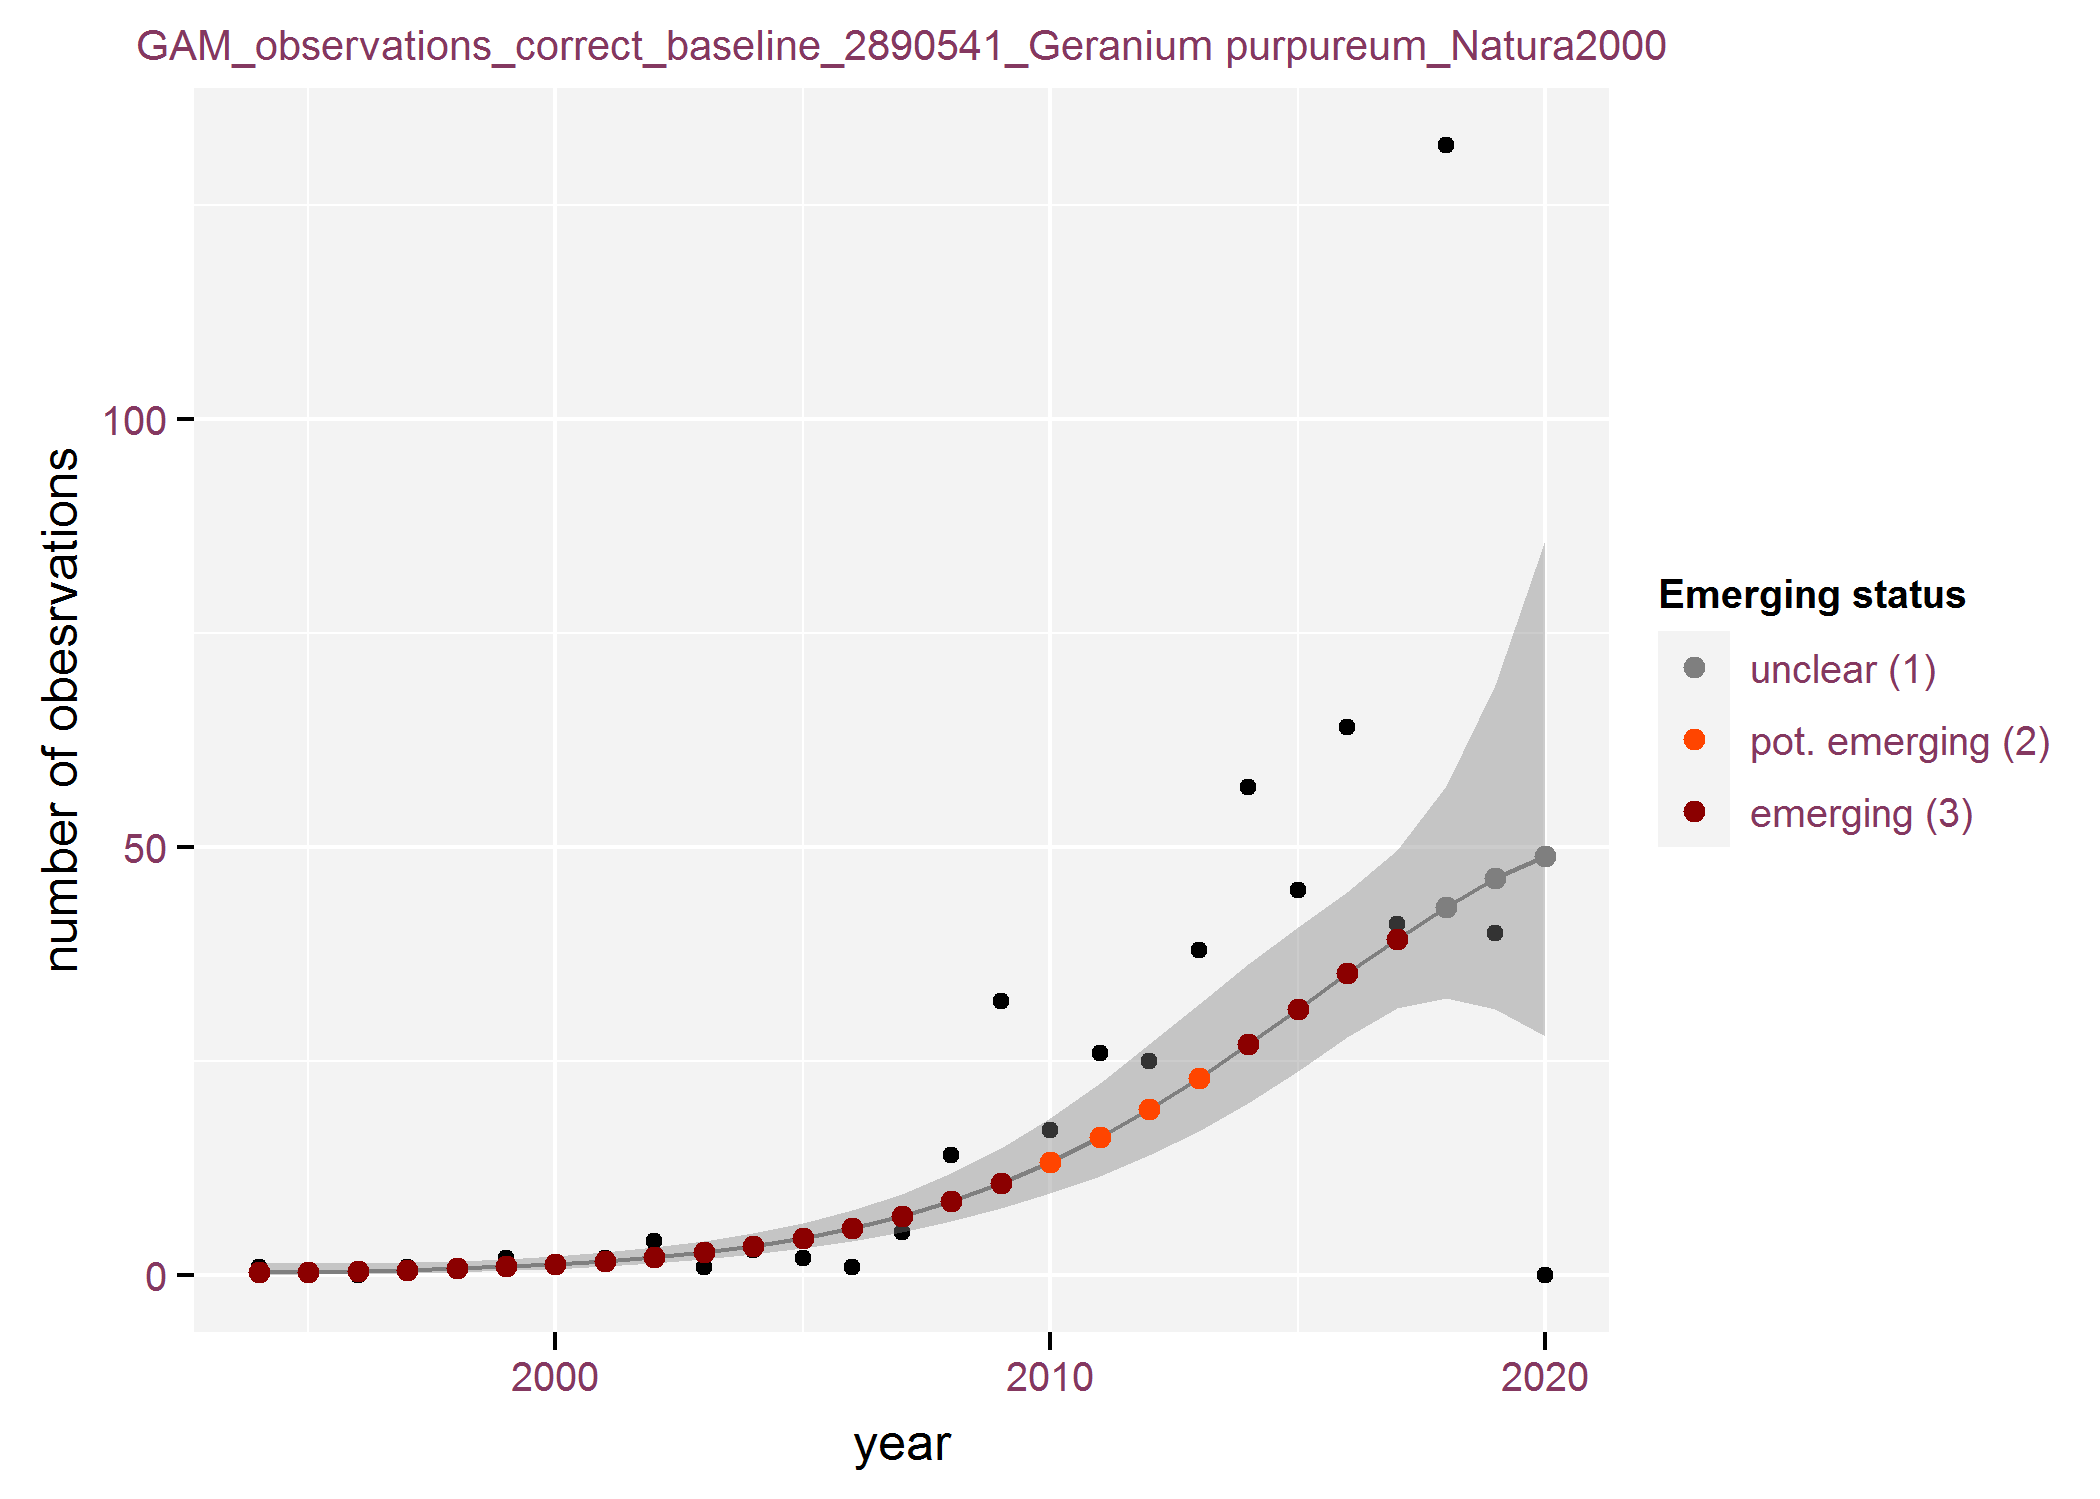 GAM_observations_correct_baseline_2890541_Geranium purpureum_Natura2000
number of obesrvations
100
50
0
2000
2010
2020
year
Emerging status
unclear (1)
pot. emerging (2)
emerging (3)